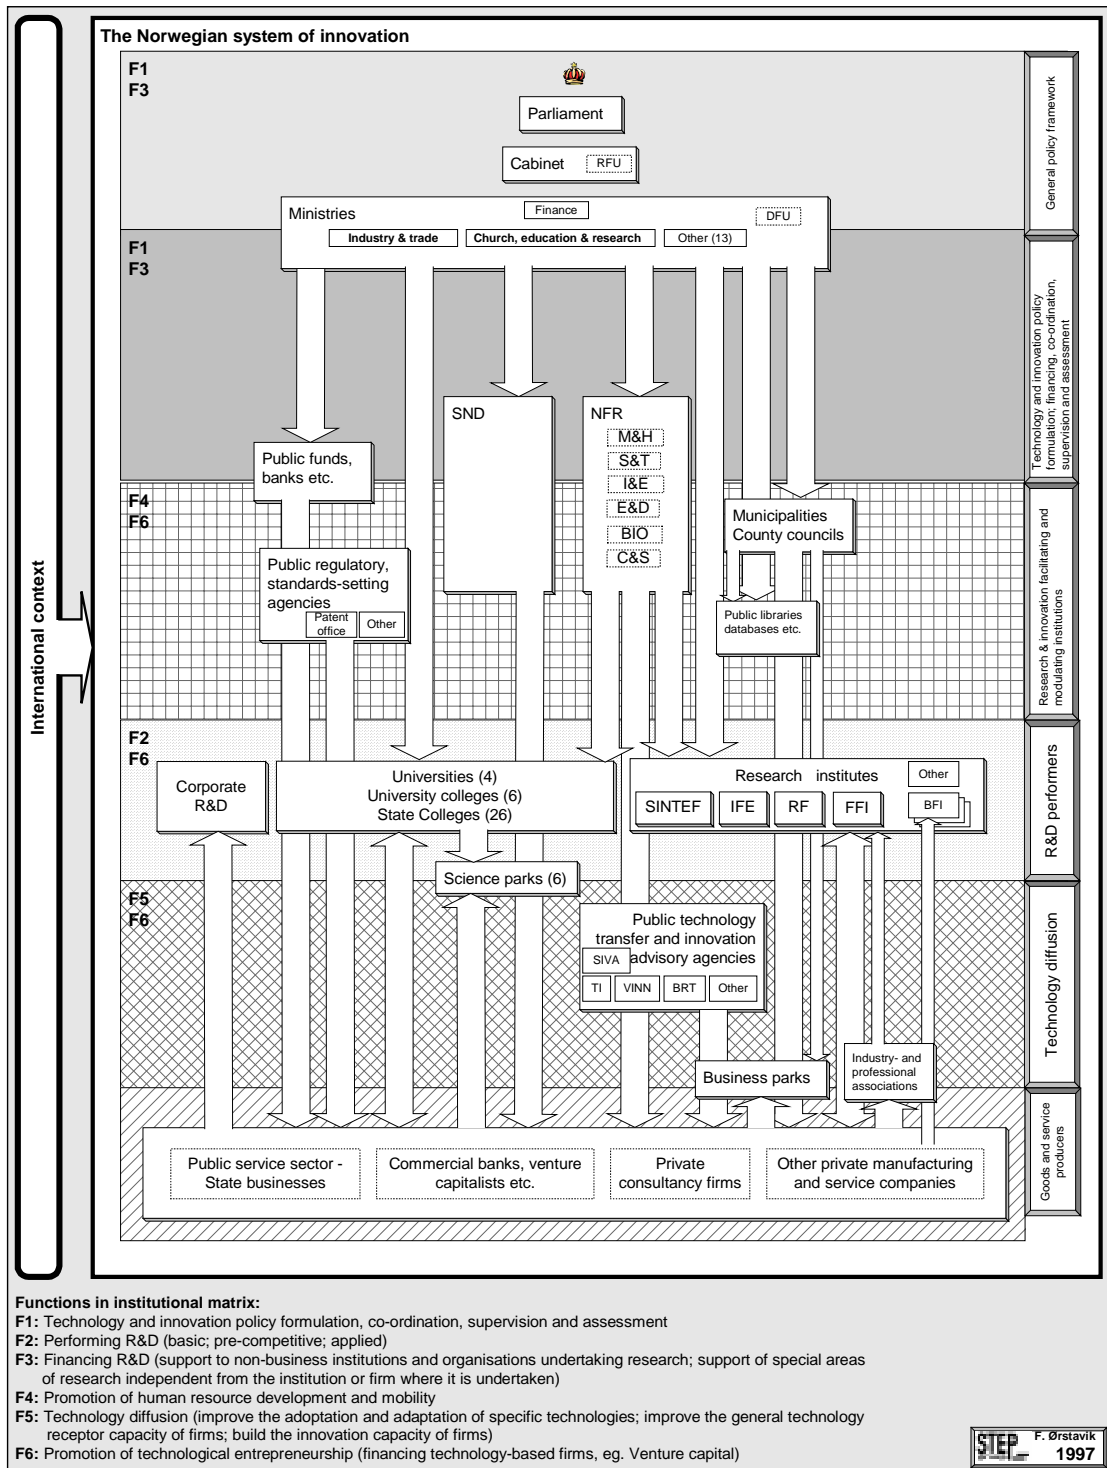 The Norwegian system of innovation
F1
F3
Parliament
Cabinet
RFU
Ministries
Finance
DFU
Industry & trade
Church, education & research
Other (13)
General policy framework
F1
F3
SND
NFR
M&H
S&T
I&E
E&D
BIO
C&S
Public funds,
banks etc.
Technology and innovation policy
formulation; financing, co-ordination,
supervision and assessment
F4
F6
Municipalities
County councils
Public regulatory,
standards-setting
agencies
Patent
office
Other
Public libraries
databases etc.
Research & innovation facilitating and
modulating institutions
International context
F2
F6
Corporate
R&D
Universities (4)
University colleges (6)
State Colleges (26)
Research institutes
Other
SINTEF
IFE
RF
FFI
BFI
Science parks (6)
R&D performers
F5
F6
Public technology
transfer and innovation
advisory agencies
SIVA
TI
VINN
BRT
Other
Business parks
Industry- and
professional
associations
Technology diffusion
Public service sector -
State businesses
Commercial banks, venture
capitalists etc.
Private
consultancy firms
Other private manufacturing
and service companies
Goods and service
producers
Functions in institutional matrix:
F1: Technology and innovation policy formulation, co-ordination, supervision and assessment
F2: Performing R&D (basic; pre-competitive; applied)
F3: Financing R&D (support to non-business institutions and organisations undertaking research; support of special areas
of research independent from the institution or firm where it is undertaken)
F4: Promotion of human resource development and mobility
F5: Technology diffusion (improve the adoption and adaptation of specific technologies; improve the general technology
receptor capacity of firms; build the innovation capacity of firms)
F6: Promotion of technological entrepreneurship (financing technology-based firms, eg. Venture capital)
STEP
F. Ørstavik
1997